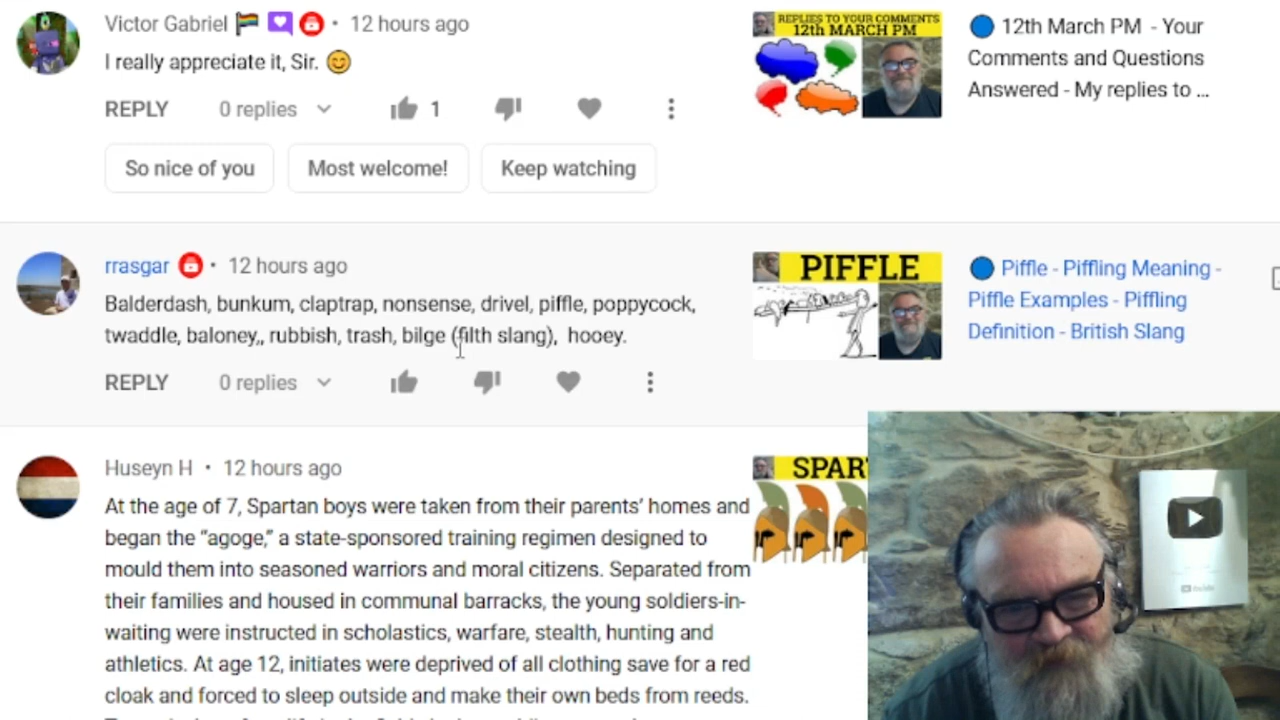 Victor Gabriel • 12 hours ago
I really appreciate it, Sir.
REPLY 0 replies 1
So nice of you Most welcome! Keep watching
REPLIES TO YOUR COMMENTS
12th MARCH PM
12th March PM - Your
Comments and Questions
Answered - My replies to ...
rrasgar • 12 hours ago
Balderdash, bunkum, claptrap, nonsense, drivel, piffle, poppycock,
twaddle, baloney,, rubbish, trash, bilge (filth slang), hooey.
REPLY 0 replies
PIFFLE
Piffle - Piffling Meaning -
Piffle Examples - Piffling
Definition - British Slang
Huseyn H • 12 hours ago
At the age of 7, Spartan boys were taken from their parents’ homes and
began the “agoge,” a state-sponsored training regimen designed to
mould them into seasoned warriors and moral citizens. Separated from
their families and housed in communal barracks, the young soldiers-in-
waiting were instructed in scholastics, warfare, stealth, hunting and
athletics. At age 12, initiates were deprived of all clothing save for a red
cloak and forced to sleep outside and make their own beds from reeds.
SPAR